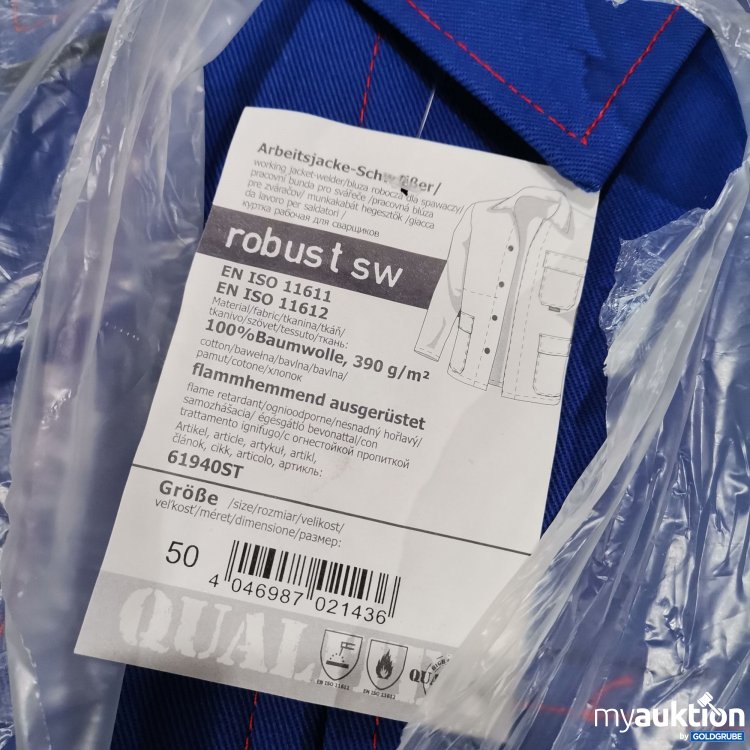 Arbeitsjacke-Schweißer/
working jacket-welder/bluza robocza dla spawaczy/
pracovní bunda pro svářeče /pracovná bluza
pre zváračov/ munkakabát hegesztők /giacca
da lavoro per saldatori /
куртка рабочая для сварщиков
robust sw
EN ISO 11611
EN ISO 11612
Material/fabric/tkanina/tkáň/
tkanivo/szövet/tessuto/ткань:
100%Baumwolle, 390 g/m²
cotton/bawełna/bavlna/bavlna/
pamut/cotone/хлопок
flammhemmend ausgerüstet
flame retardant/ognioodporne/nesnadný hořlavý/
samozhášacia/ égésgátló bevonattal/con
trattamento ignifugo/с огнестойкой пропиткой
Artikel, article, artykuł, artikl,
článok, cikk, articolo, артикль:
61940ST
Größe /size/rozmiar/velikost/
veľkosť/méret/dimensione/размер:
50
4 046987 021436
QUALITY
EN ISO 11611
EN ISO 11612
myauktion
by GOLDGRUBE